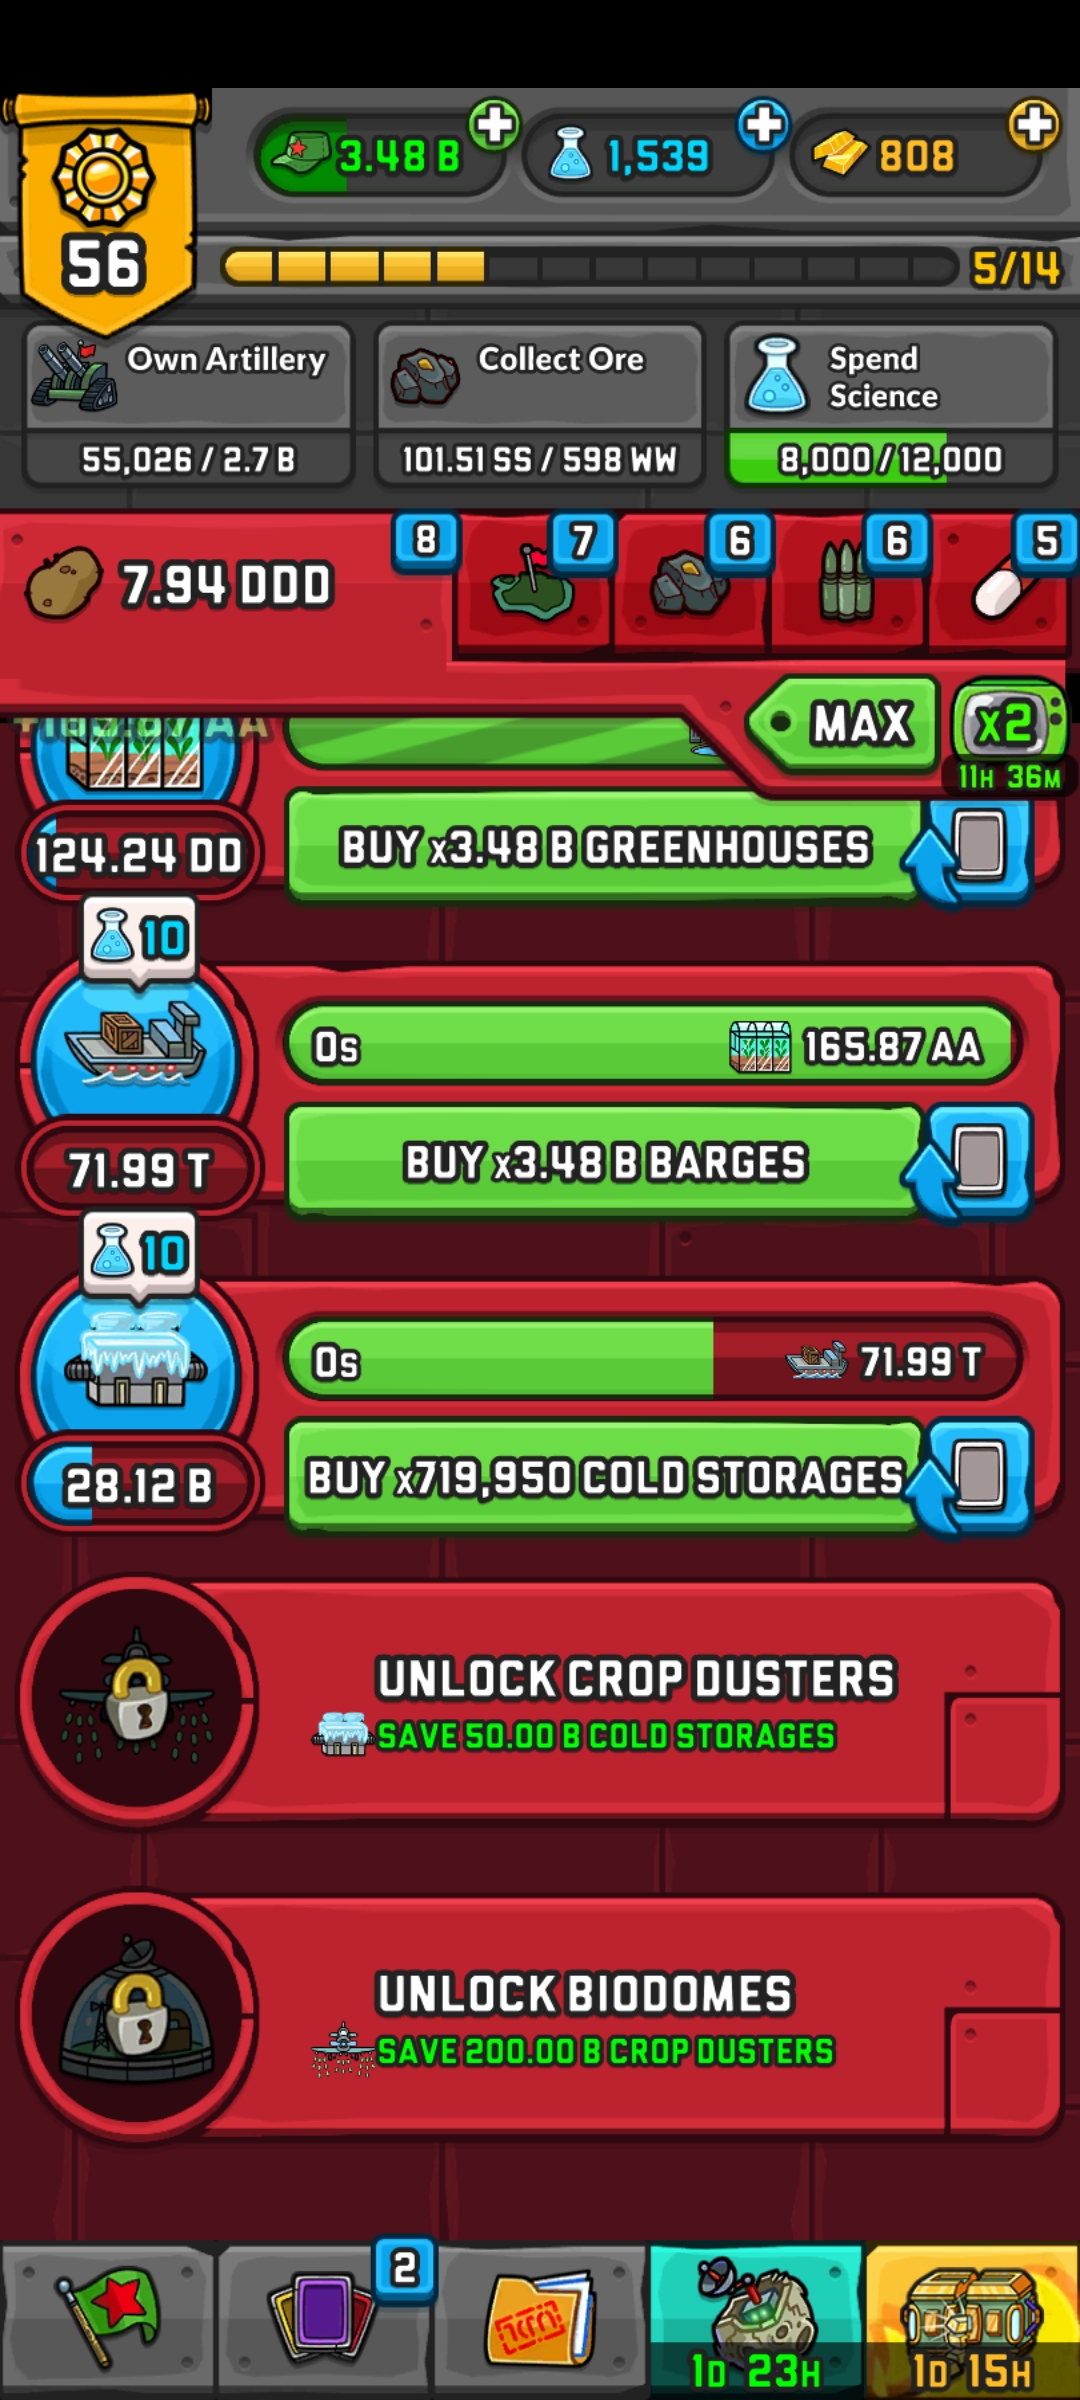 3.48 B
1,539
808
56
5/14
Own Artillery
55,026 / 2.7 B
Collect Ore
101.51 SS / 598 WW
Spend
Science
8,000 / 12,000
7.94 DDD
8
7
6
6
5
MAX
x2
11H 36M
124.24 DD
BUY x3.48 B GREENHOUSES
10
0s
165.87 AA
71.99 T
BUY x3.48 B BARGES
10
0s
71.99 T
28.12 B
BUY x719,950 COLD STORAGES
UNLOCK CROP DUSTERS
SAVE 50.00 B COLD STORAGES
UNLOCK BIODOMES
SAVE 200.00 B CROP DUSTERS
2
1D 23H
1D 15H